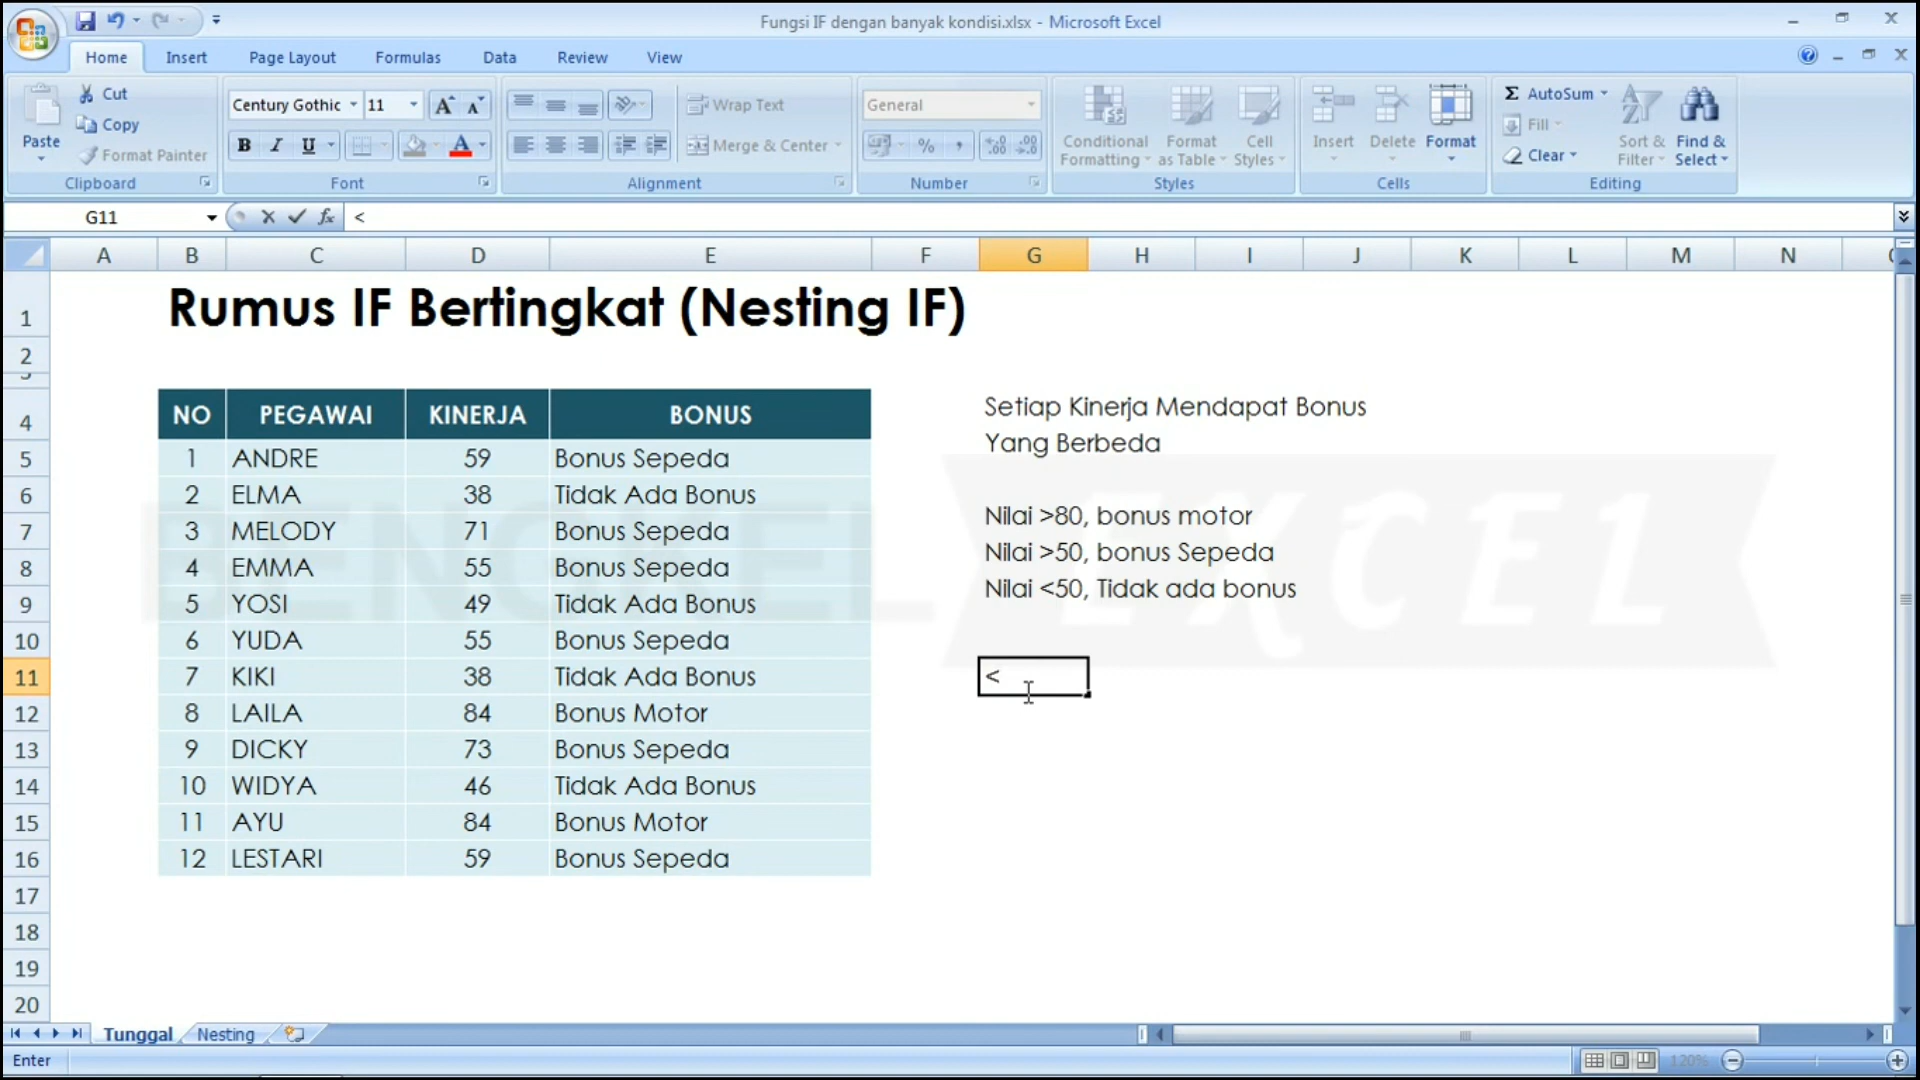 Fungsi IF dengan banyak kondisi.xlsx - Microsoft Excel
Home Insert Page Layout Formulas Data Review View
Paste
Cut
Copy
Format Painter
Clipboard
Century Gothic 11
B I U
Font
Wrap Text
Merge & Center
Alignment
General
Number
Conditional Formatting
Format as Table
Cell Styles
Styles
Insert Delete Format
Cells
Σ AutoSum
Fill
Clear
Sort & Filter
Find & Select
Editing
G11 fx <
A B C D E F G H I J K L M N
1 Rumus IF Bertingkat (Nesting IF)
2
4 NO PEGAWAI KINERJA BONUS
5 1 ANDRE 59 Bonus Sepeda
6 2 ELMA 38 Tidak Ada Bonus
7 3 MELODY 71 Bonus Sepeda
8 4 EMMA 55 Bonus Sepeda
9 5 YOSI 49 Tidak Ada Bonus
10 6 YUDA 55 Bonus Sepeda
11 7 KIKI 38 Tidak Ada Bonus
12 8 LAILA 84 Bonus Motor
13 9 DICKY 73 Bonus Sepeda
14 10 WIDYA 46 Tidak Ada Bonus
15 11 AYU 84 Bonus Motor
16 12 LESTARI 59 Bonus Sepeda
17
18
19
20
Setiap Kinerja Mendapat Bonus
Yang Berbeda
Nilai >80, bonus motor
Nilai >50, bonus Sepeda
Nilai <50, Tidak ada bonus
<
BENGKEL EXCEL
Tunggal Nesting
Enter 120%